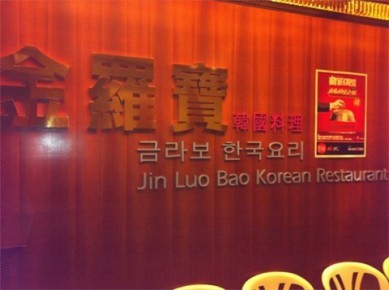 金羅寶 韓國料理
금라보 한국요리
Jin Luo Bao Korean Restaurant